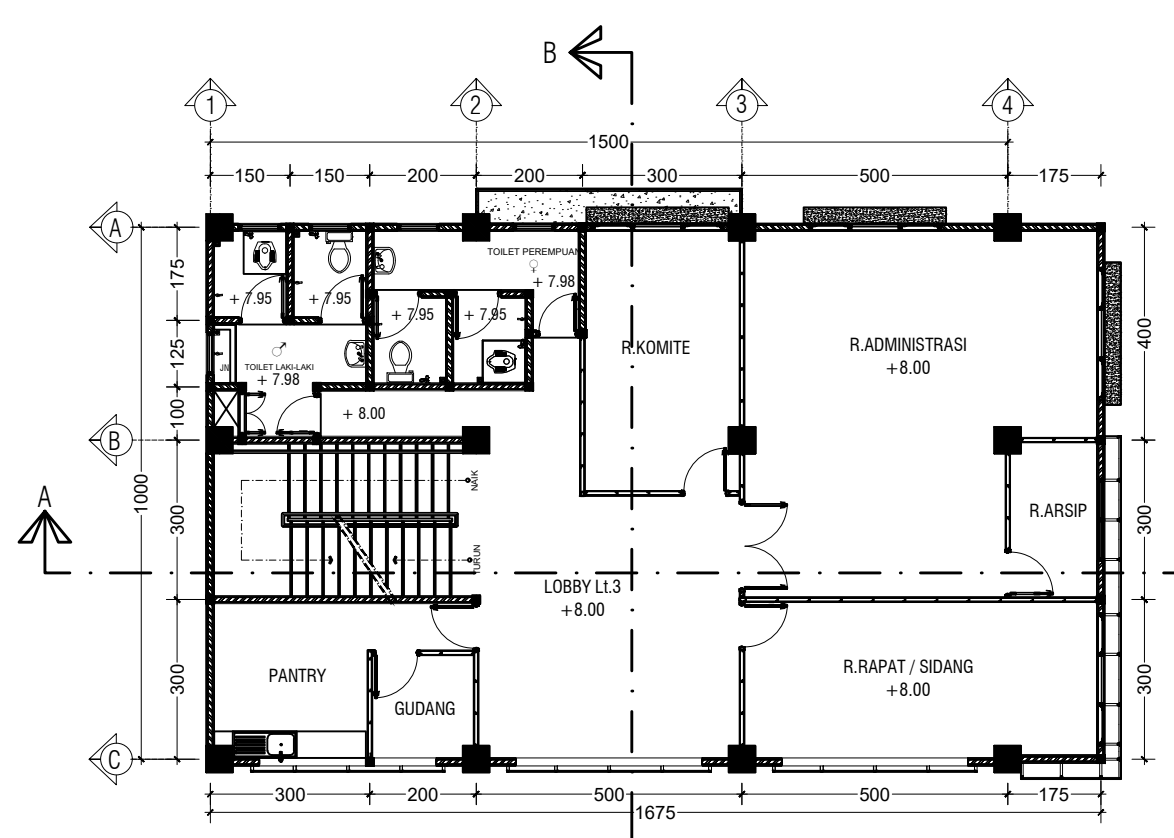 B
1
2
3
4
1500
150
150
200
200
300
500
175
A
TOILET PEREMPUAN
♀
+ 7.98
175
+ 7.95
+ 7.95
+ 7.95
+ 7.95
R.KOMITE
R.ADMINISTRASI
+8.00
400
125
♂
JN
TOILET LAKI-LAKI
+ 7.98
100
+ 8.00
B
1000
A
300
NAIK
TURUN
R.ARSIP
300
LOBBY Lt.3
+8.00
PANTRY
GUDANG
R.RAPAT / SIDANG
+8.00
300
300
C
300
200
500
500
175
1675